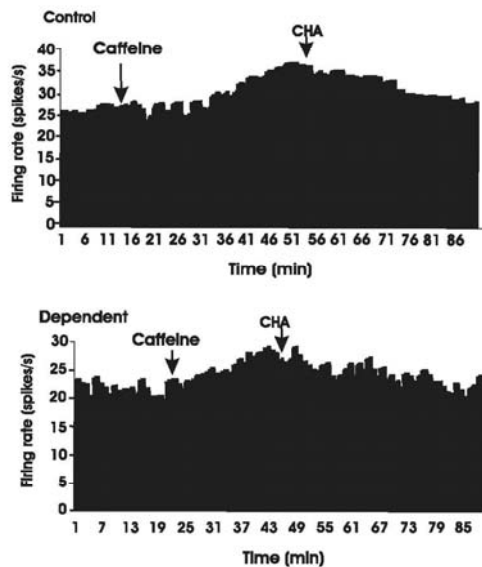 Control
CHA
Caffeine
Firing rate (spikes/s)
40
35
30
25
20
15
10
5
0
1 6 11 16 21 26 31 36 41 46 51 56 61 66 71 76 81 86
Time (min)
Dependent
Caffeine
CHA
Firing rate (spikes/s)
30
25
20
15
10
5
0
1 7 13 19 25 31 37 43 49 55 61 67 73 79 85
Time (min)